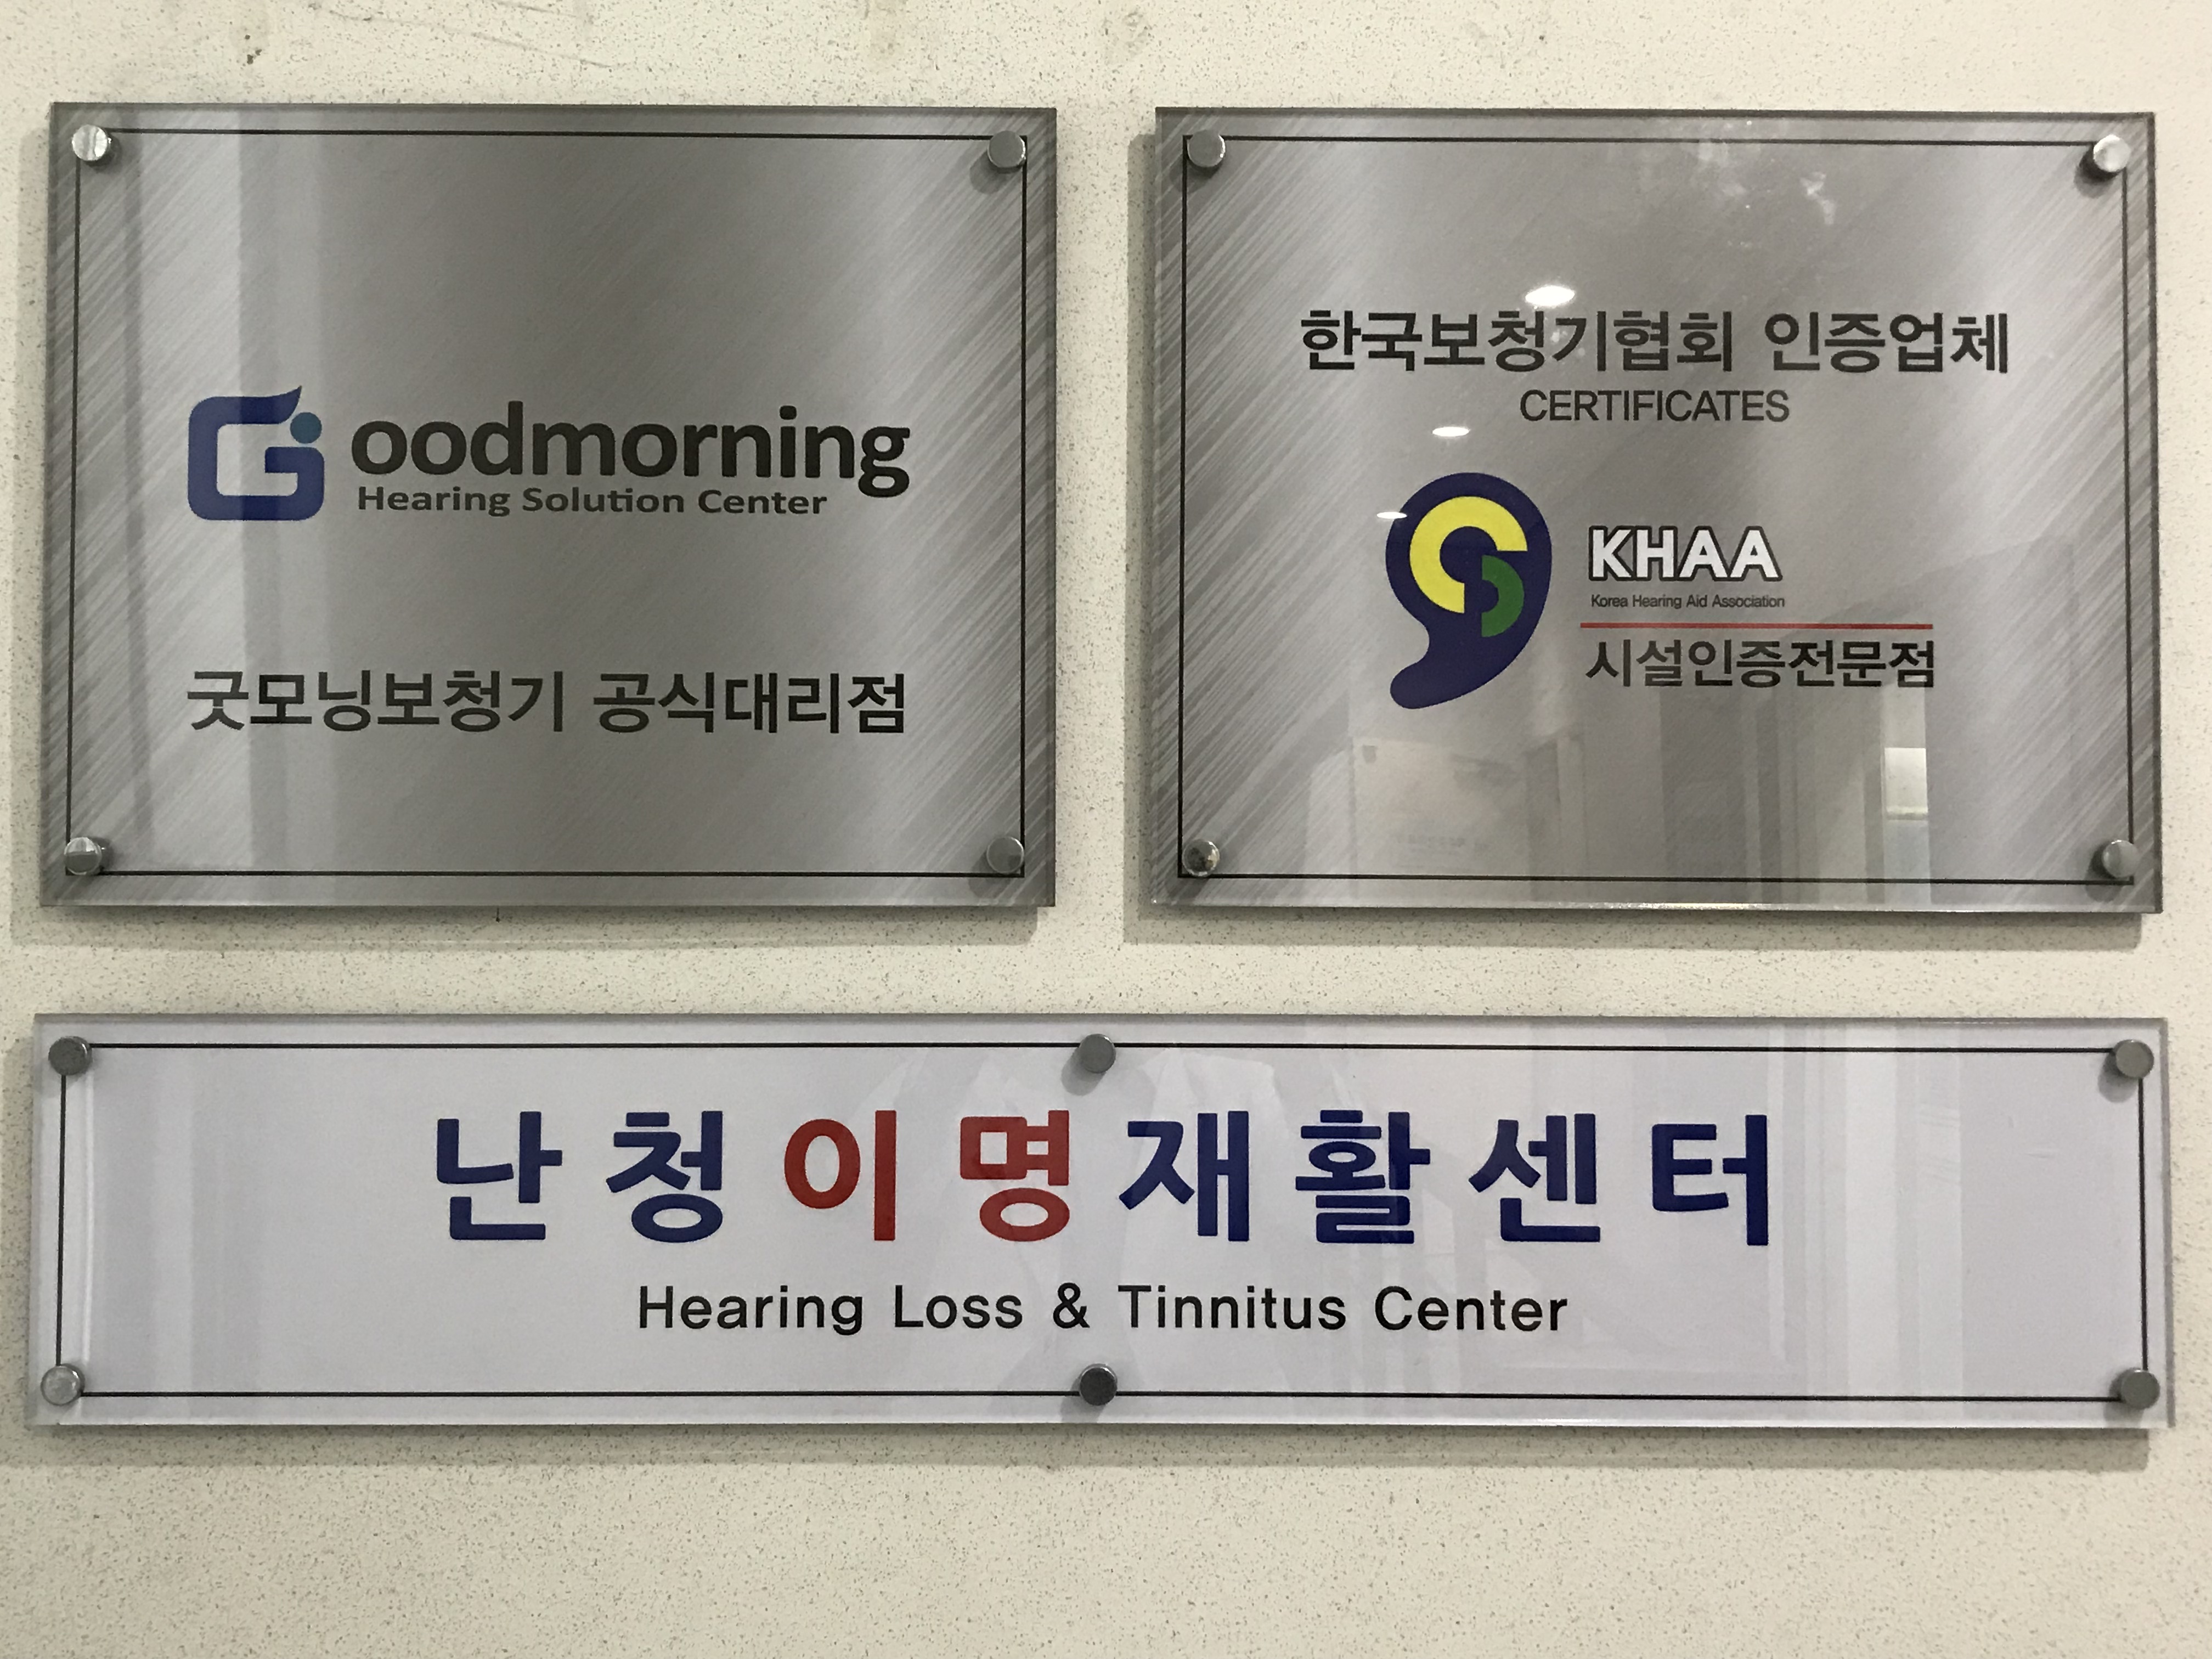 Goodmorning
Hearing Solution Center
굿모닝보청기 공식대리점
한국보청기협회 인증업체
CERTIFICATES
KHAA
Korea Hearing Aid Association
시설인증전문점
난청이명재활센터
Hearing Loss & Tinnitus Center